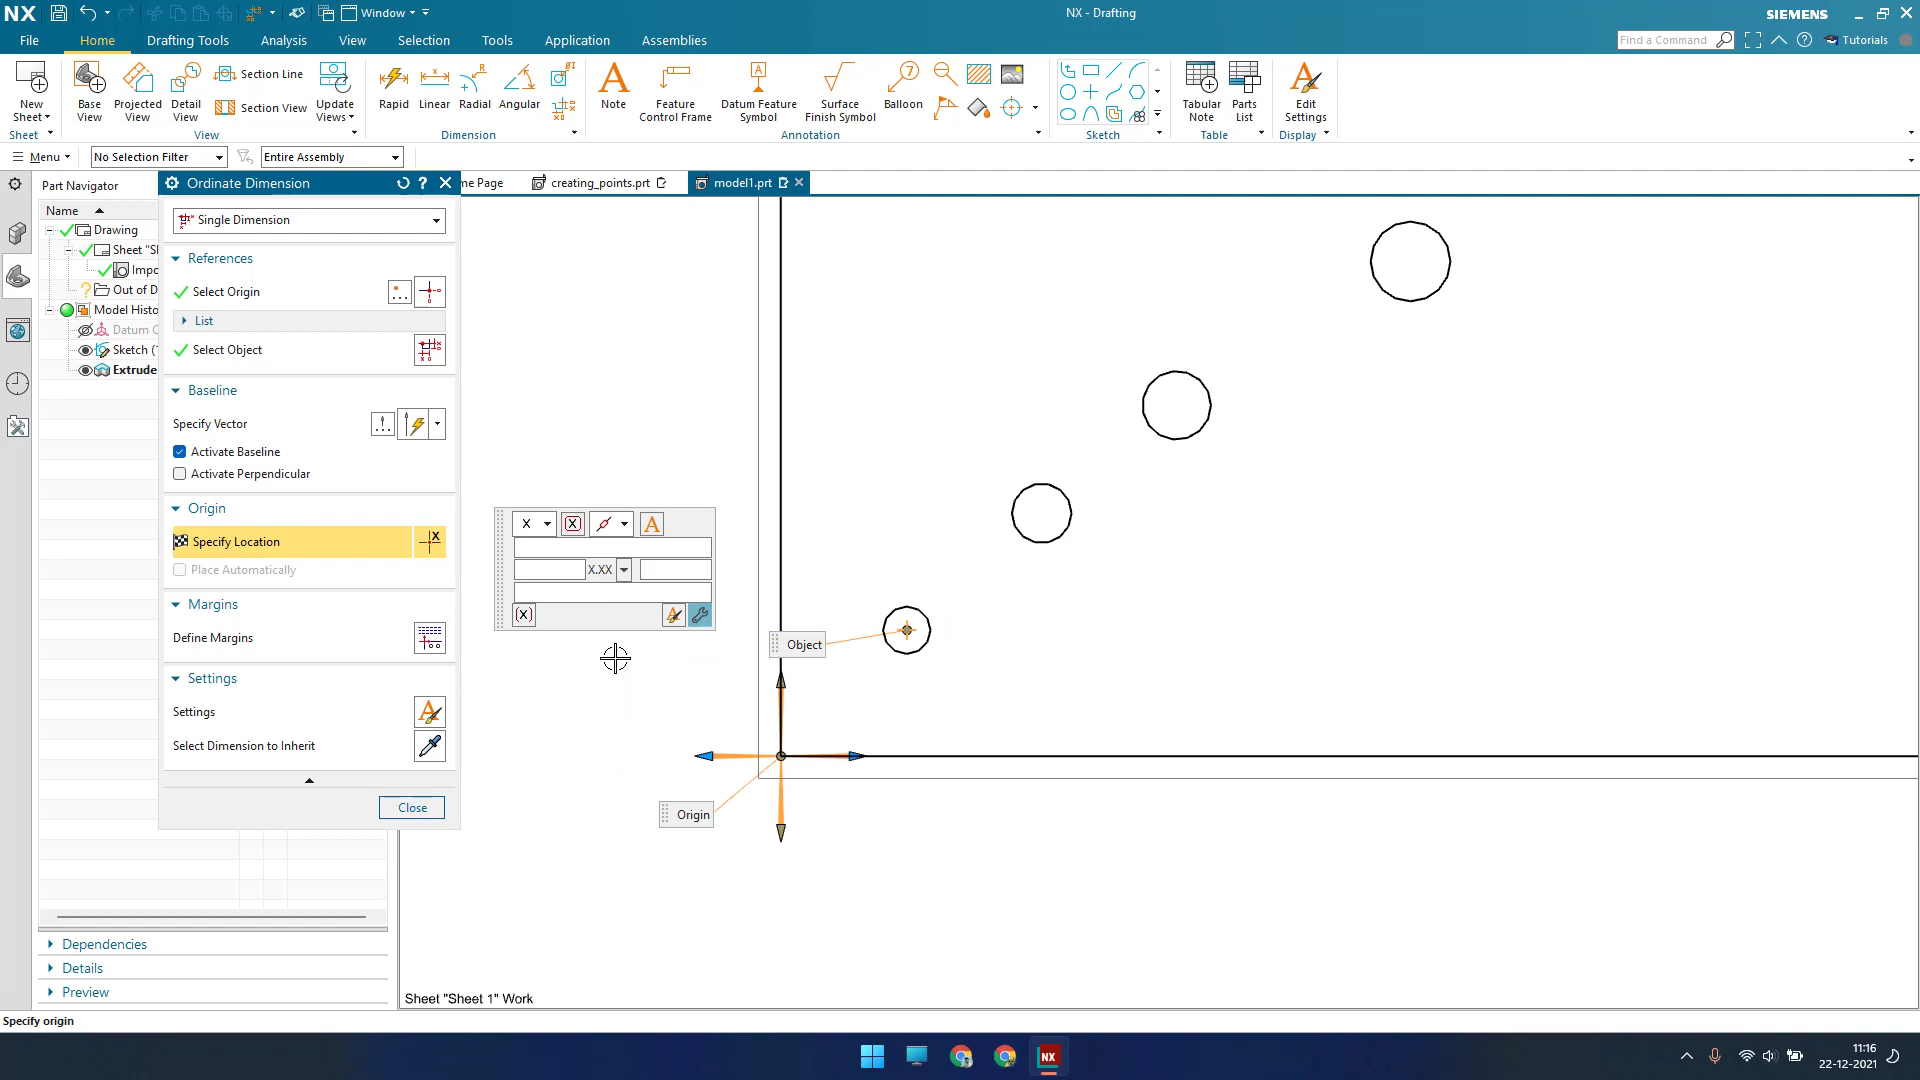 NX
Window
NX - Drafting
SIEMENS
File
Home
Drafting Tools
Analysis
View
Selection
Tools
Application
Assemblies
Find a Command
Tutorials
New
Sheet
Base
View
Projected
View
Detail
View
Section Line
Section View
Update
Views
Rapid
Linear
Radial
Angular
Note
Feature
Control Frame
Datum Feature
Symbol
Surface
Finish Symbol
Balloon
Tabular
Note
Parts
List
Edit
Settings
Sheet
View
Dimension
Annotation
Sketch
Table
Display
Menu
No Selection Filter
Entire Assembly
Part Navigator
Name
Drawing
Sheet "Sl
Impo
Out of D
Model Histo
Datum C
Sketch (
Extrude
Ordinate Dimension
me Page
creating_points.prt
model1.prt
Single Dimension
References
Select Origin
List
Select Object
Baseline
Specify Vector
Activate Baseline
Activate Perpendicular
Origin
Specify Location
Place Automatically
Margins
Define Margins
Settings
Settings
Select Dimension to Inherit
Close
X
X.XX
(X)
Object
Origin
Dependencies
Details
Preview
Sheet "Sheet 1" Work
Specify origin
NX
11:16
22-12-2021